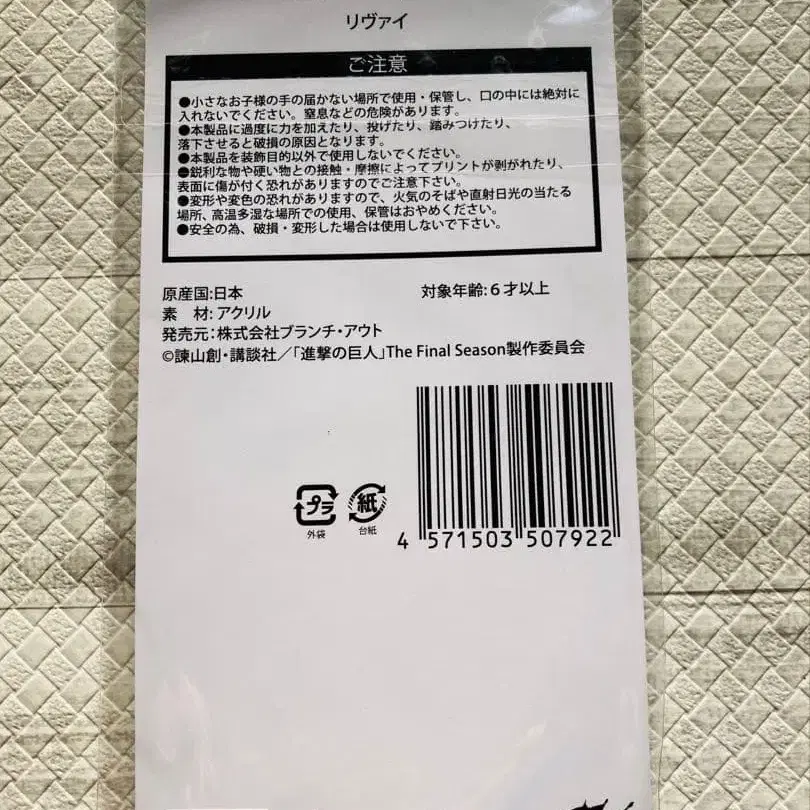 リヴァイ
ご注意
●小さなお子様の手の届かない場所で使用・保管し、口の中には絶対に
入れないでください。窒息などの危険があります。
●本製品に過度に力を加えたり、投げたり、踏みつけたり、
落下させると破損の原因となります。
●本製品を装飾目的以外で使用しないでください。
●鋭利な物や硬い物との接触・摩擦によってプリントが剥がれたり、
表面に傷が付く恐れがありますのでご注意下さい。
●変形や変色の恐れがありますので、火気のそばや直射日光の当たる
場所、高温多湿な場所での使用、保管はおやめください。
●安全の為、破損・変形した場合は使用しないで下さい。
原産国:日本 対象年齢:6才以上
素 材:アクリル
発売元:株式会社ブランチ・アウト
©諫山創・講談社/「進撃の巨人」The Final Season製作委員会
プラ 紙
外袋 台紙
4 571503 507922